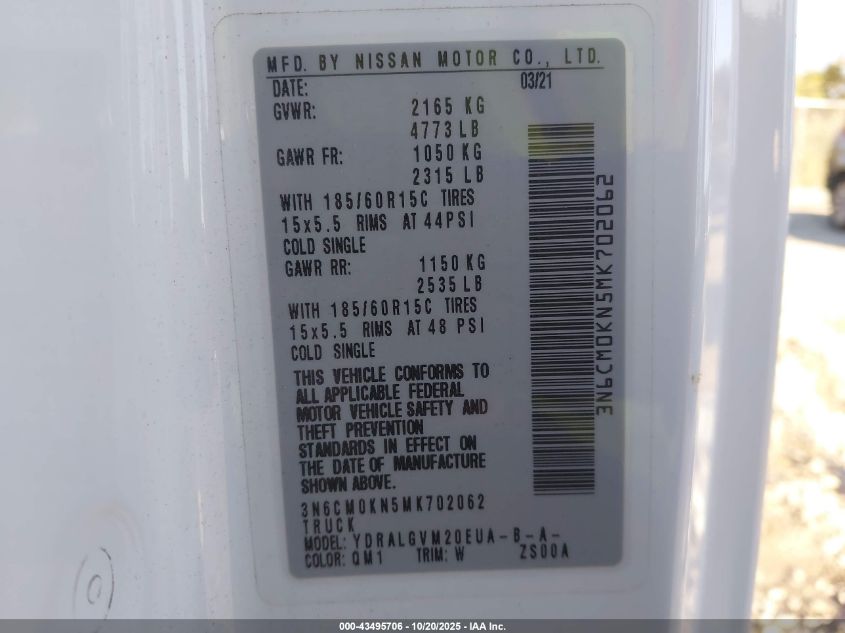 MFD. BY NISSAN MOTOR CO., LTD.
DATE: 03/21
GVWR: 2165 KG
4773 LB
GAWR FR: 1050 KG
2315 LB
WITH 185/60R15C TIRES
15x5.5 RIMS AT 44PSI
COLD SINGLE
GAWR RR: 1150 KG
2535 LB
WITH 185/60R15C TIRES
15x5.5 RIMS AT 48 PSI
COLD SINGLE
THIS VEHICLE CONFORMS TO
ALL APPLICABLE FEDERAL
MOTOR VEHICLE SAFETY AND
THEFT PREVENTION
STANDARDS IN EFFECT ON
THE DATE OF MANUFACTURE
SHOWN ABOVE.
3N6CM0KN5MK702062
TRUCK
MODEL: YDRALGVM20EUA-B-A-
COLOR: QM1 TRIM: W ZS00A
3N6CM0KN5MK702062
000-43495706 - 10/20/2025 - IAA Inc.